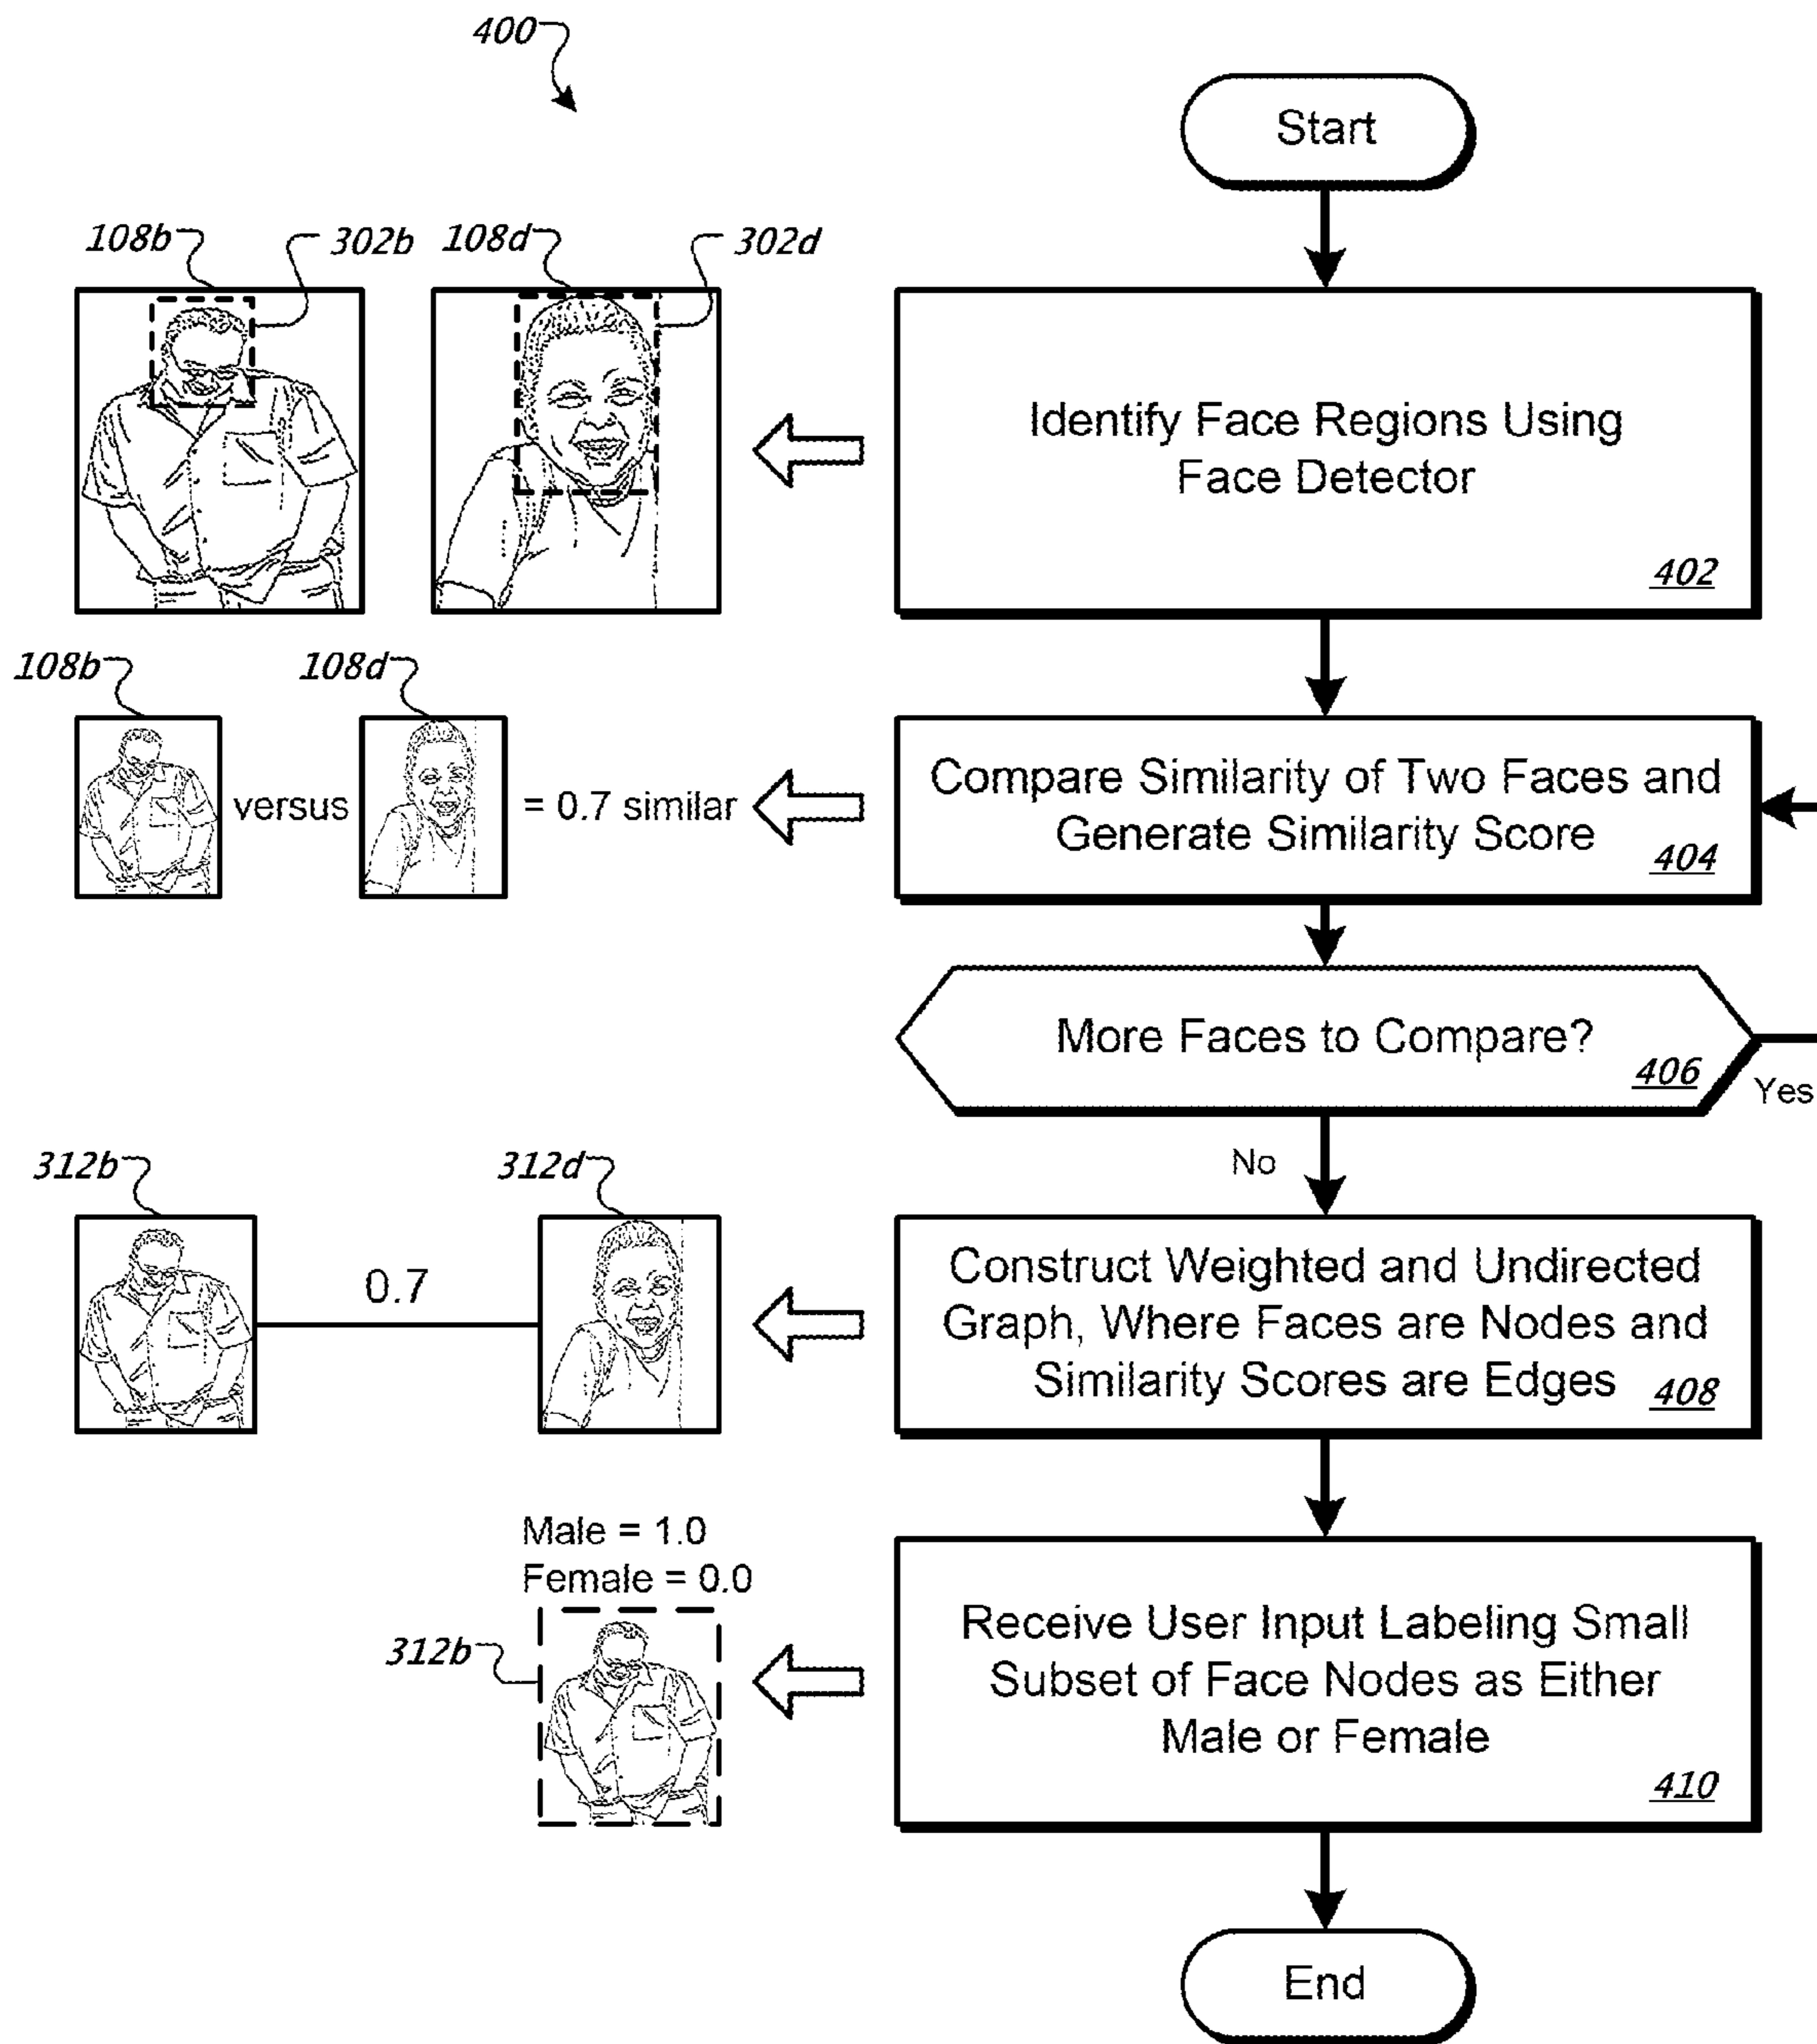 400
Start
108b
302b
108d
302d
Identify Face Regions Using
Face Detector
402
108b
108d
versus
= 0.7 similar
Compare Similarity of Two Faces and
Generate Similarity Score
404
More Faces to Compare?
406
Yes
No
312b
312d
0.7
Construct Weighted and Undirected
Graph, Where Faces are Nodes and
Similarity Scores are Edges
408
Male = 1.0
Female = 0.0
312b
Receive User Input Labeling Small
Subset of Face Nodes as Either
Male or Female
410
End